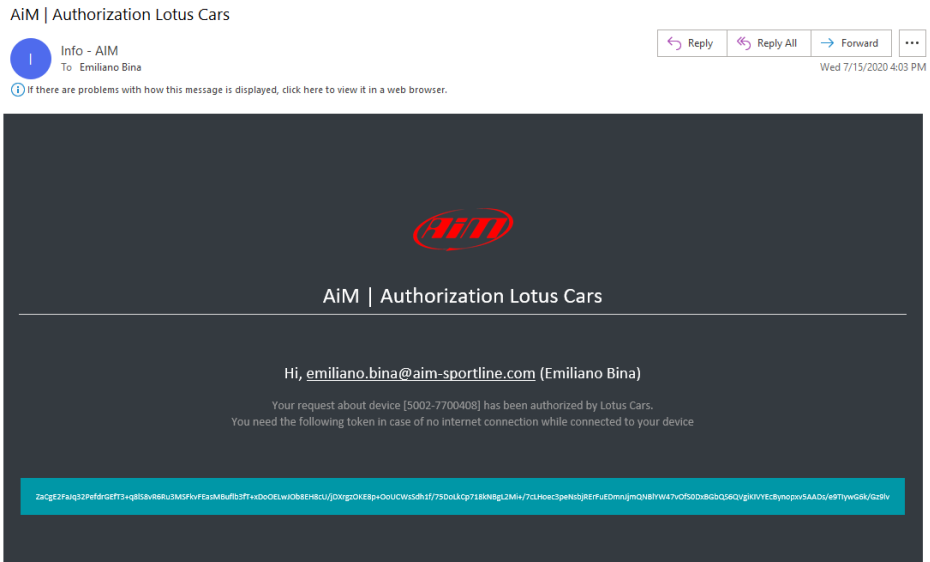 AiM | Authorization Lotus Cars
I
Info - AIM
To Emiliano Bina
Reply
Reply All
Forward
Wed 7/15/2020 4:03 PM
If there are problems with how this message is displayed, click here to view it in a web browser.
AiM
AiM | Authorization Lotus Cars
Hi, emiliano.bina@aim-sportline.com (Emiliano Bina)
Your request about device [5002-7700408] has been authorized by Lotus Cars.
You need the following token in case of no internet connection while connected to your device